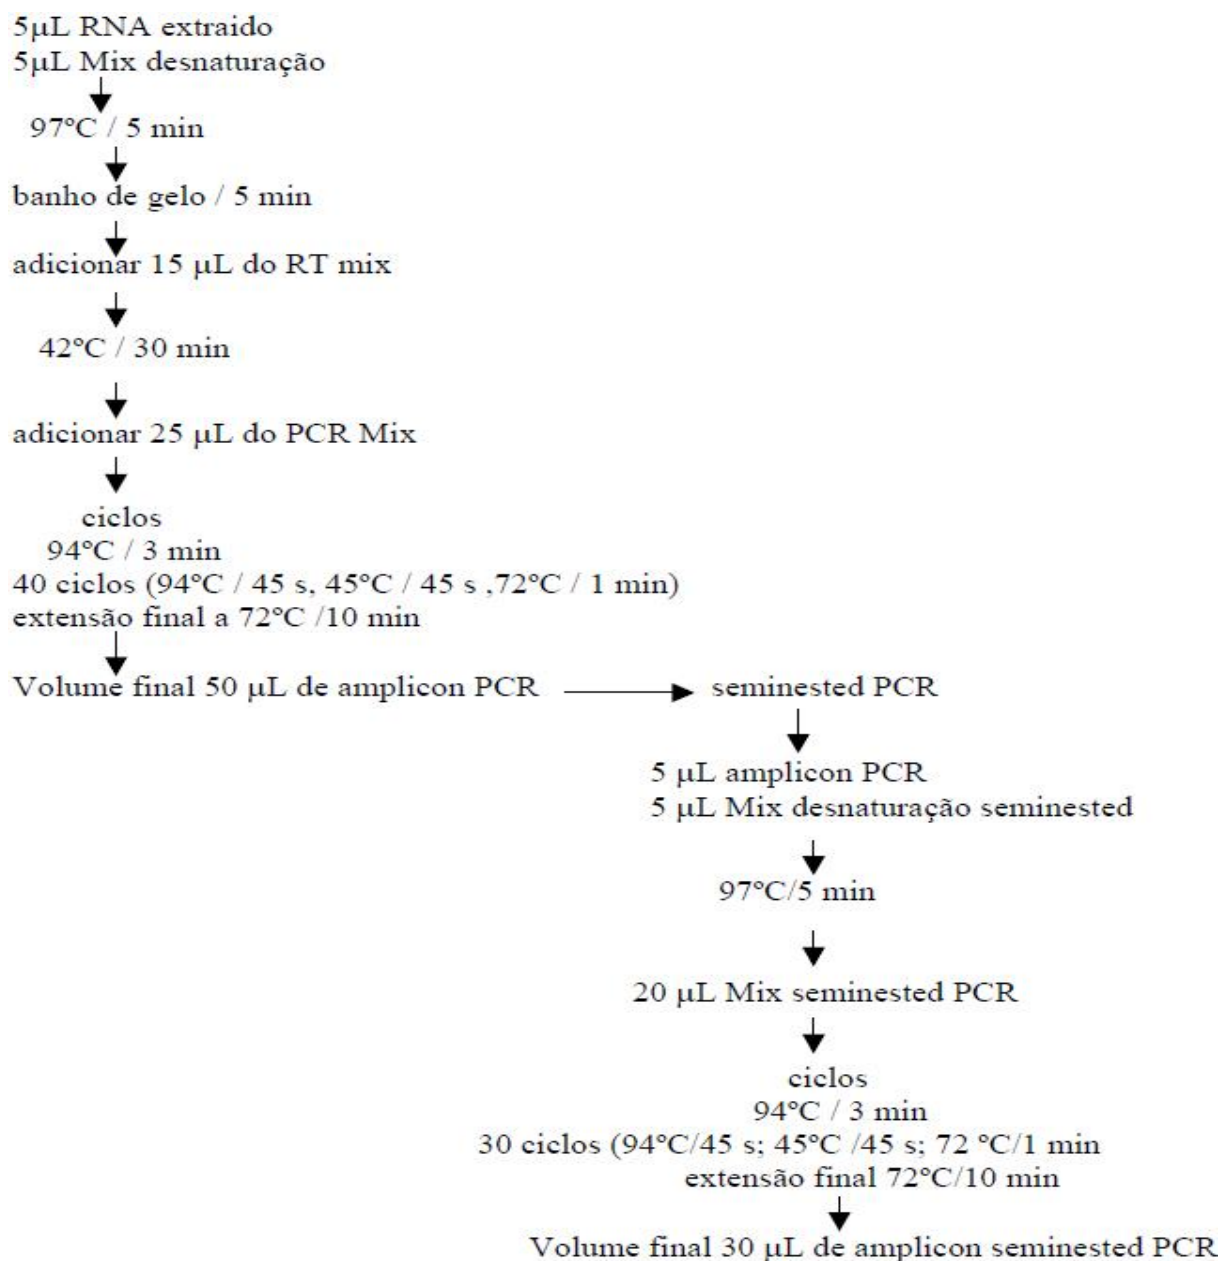 5μL RNA extraido
5μL Mix desnaturação
97ºC / 5 min
banho de gelo / 5 min
adicionar 15 μL do RT mix
42ºC / 30 min
adicionar 25 μL do PCR Mix
ciclos
94ºC / 3 min
40 ciclos (94ºC / 45 s, 45ºC / 45 s ,72ºC / 1 min)
extensão final a 72ºC /10 min
Volume final 50 μL de amplicon PCR
seminested PCR
5 μL amplicon PCR
5 μL Mix desnaturação seminested
97ºC/5 min
20 μL Mix seminested PCR
ciclos
94ºC / 3 min
30 ciclos (94ºC/45 s; 45ºC /45 s; 72 ºC/1 min
extensão final 72ºC/10 min
Volume final 30 μL de amplicon seminested PCR